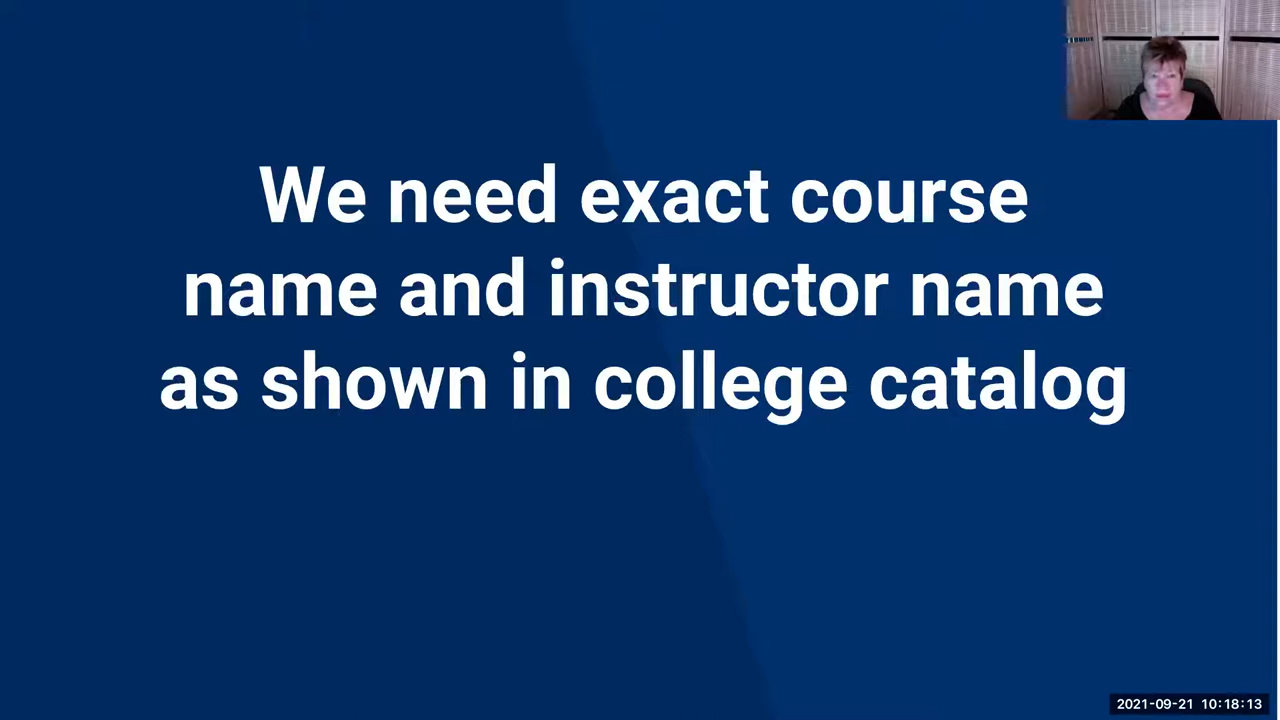 We need exact course
name and instructor name
as shown in college catalog
2021-09-21 10:18:13